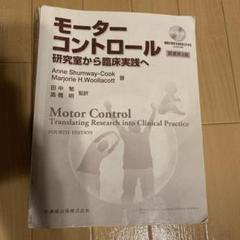 モーター
コントロール
原著第4版
研究室から臨床実践へ
Anne Shumway-Cook
Marjorie H. Woollacott
著
田中 繁
高橋 明
監訳
Motor Control
Translating Research into Clinical Practice
FOURTH EDITION
医歯薬出版株式会社